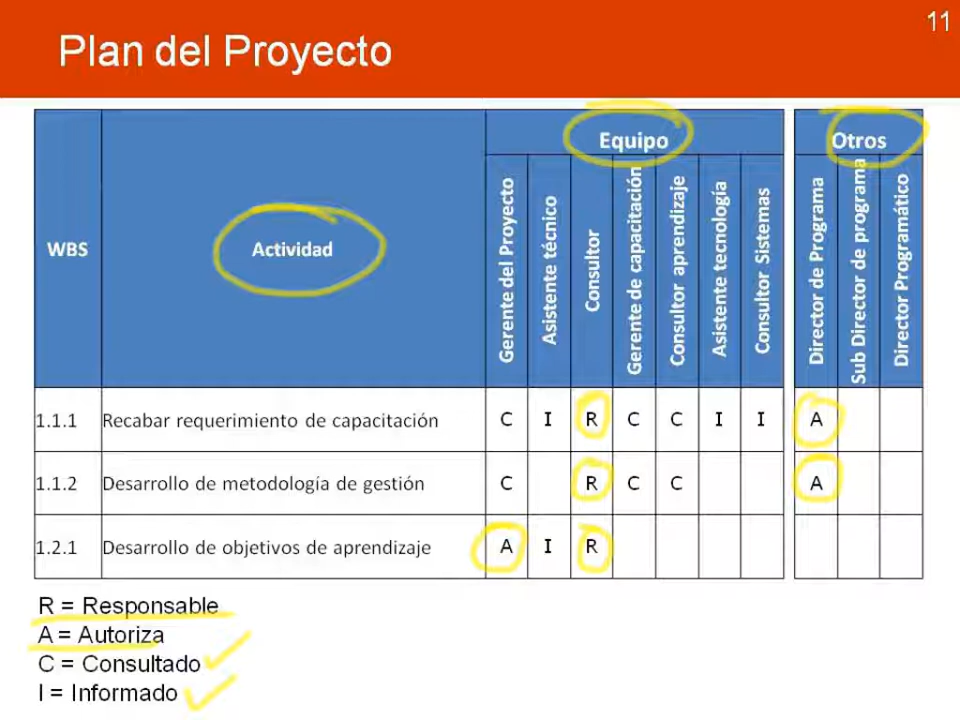 11
Plan del Proyecto
Equipo Otros
WBS Actividad Gerente del Proyecto Asistente técnico Consultor Gerente de capacitación Consultor aprendizaje Asistente tecnología Consultor Sistemas Director de Programa Sub Director de programa Director Programático
1.1.1 Recabar requerimiento de capacitación C I R C C I I A
1.1.2 Desarrollo de metodología de gestión C R C C A
1.2.1 Desarrollo de objetivos de aprendizaje A I R
R = Responsable
A = Autoriza
C = Consultado
I = Informado